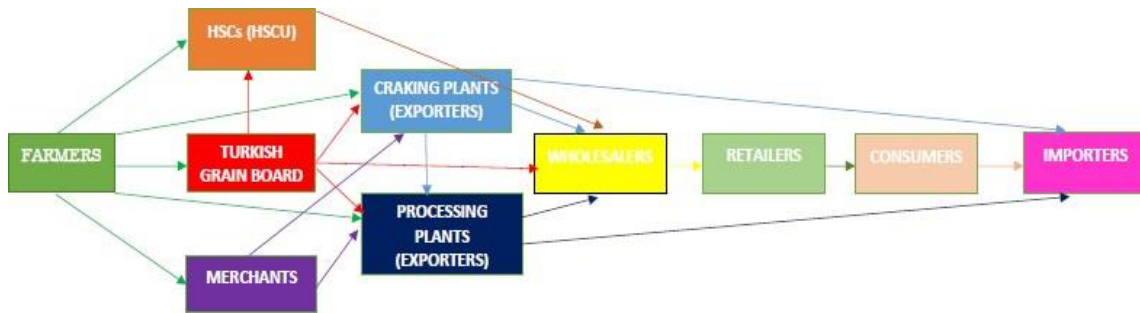 HSCs (HSCU)
CRAKING PLANTS
(EXPORTERS)
FARMERS
TURKISH
GRAIN BOARD
WHOLESALERS
RETAILERS
CONSUMERS
IMPORTERS
PROCESSING
PLANTS
(EXPORTERS)
MERCHANTS